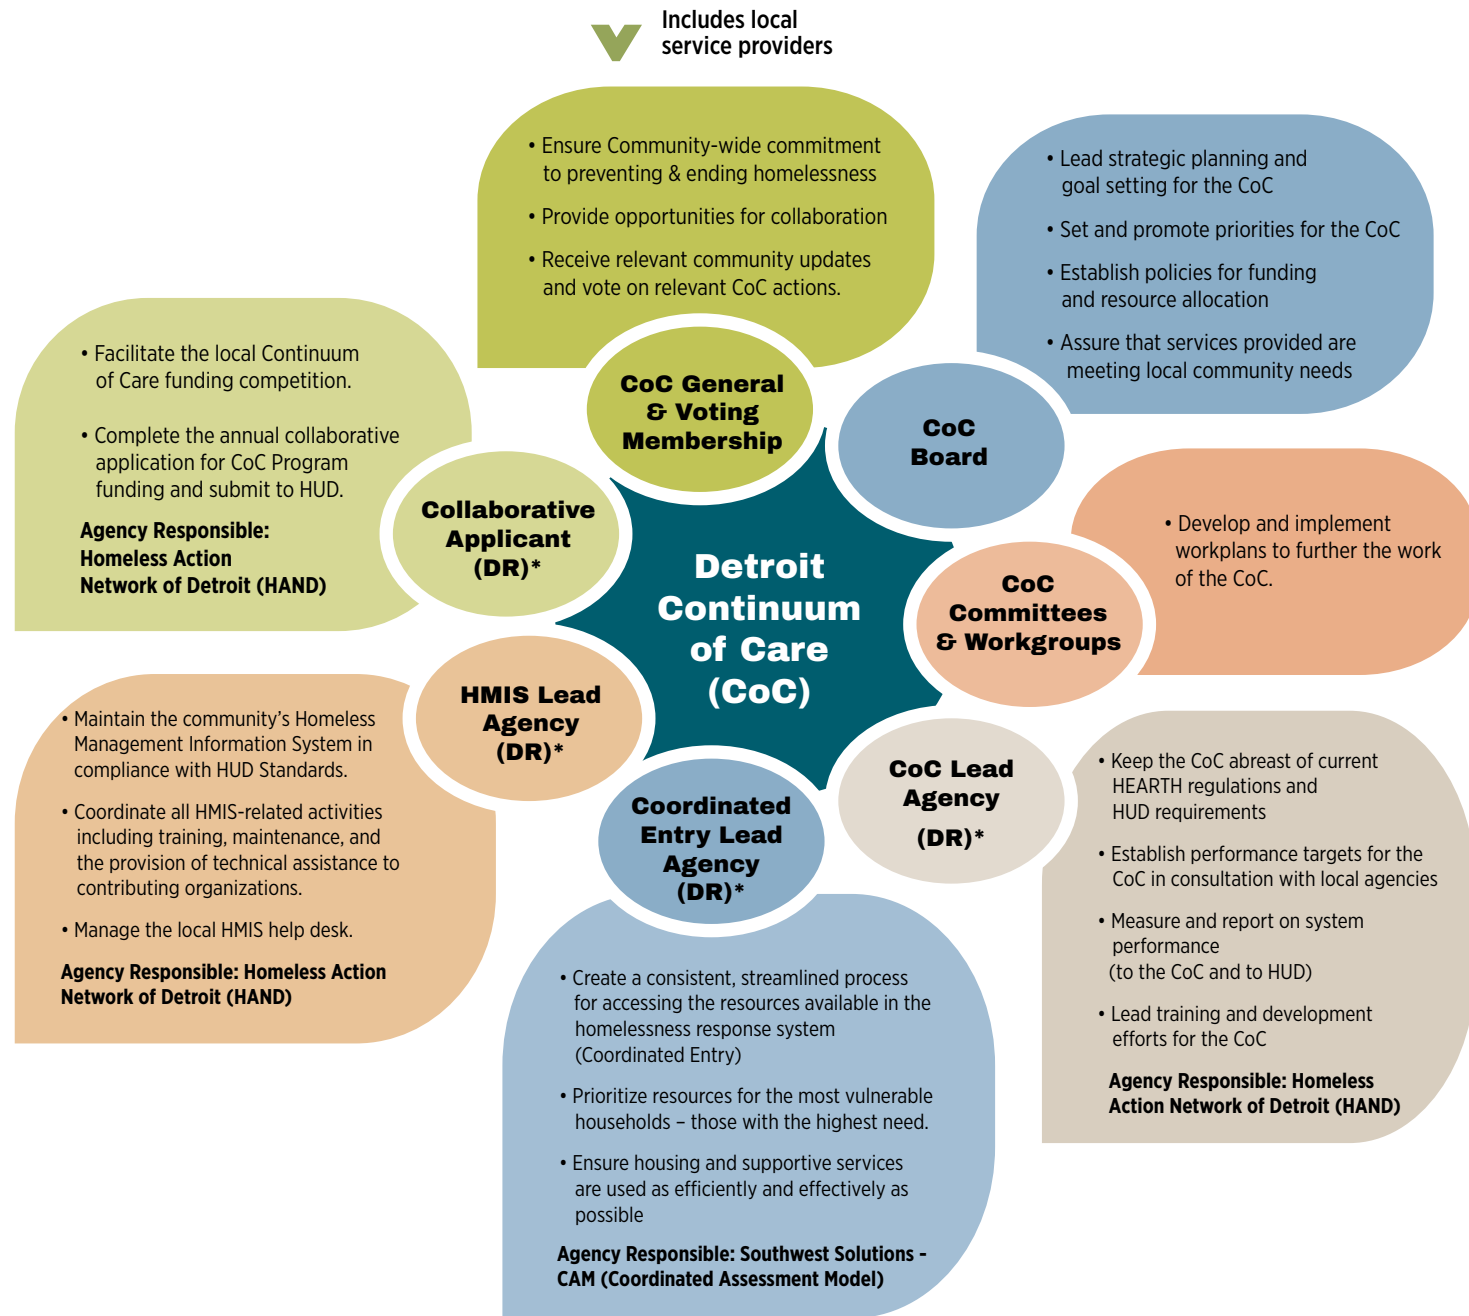 Includes local
service providers
• Ensure Community-wide commitment
to preventing & ending homelessness
• Provide opportunities for collaboration
• Receive relevant community updates
and vote on relevant CoC actions.
CoC General
& Voting
Membership
• Lead strategic planning and
goal setting for the CoC
• Set and promote priorities for the CoC
• Establish policies for funding
and resource allocation
• Assure that services provided are
meeting local community needs
CoC
Board
• Facilitate the local Continuum
of Care funding competition.
• Complete the annual collaborative
application for CoC Program
funding and submit to HUD.
Agency Responsible:
Homeless Action
Network of Detroit (HAND)
Collaborative
Applicant
(DR)*
Detroit
Continuum
of Care
(CoC)
• Develop and implement
workplans to further the work
of the CoC.
CoC
Committees
& Workgroups
HMIS Lead
Agency
(DR)*
• Maintain the community's Homeless
Management Information System in
compliance with HUD Standards.
• Coordinate all HMIS-related activities
including training, maintenance, and
the provision of technical assistance to
contributing organizations.
• Manage the local HMIS help desk.
Agency Responsible: Homeless Action
Network of Detroit (HAND)
Coordinated
Entry Lead
Agency
(DR)*
• Create a consistent, streamlined process
for accessing the resources available in the
homelessness response system
(Coordinated Entry)
• Prioritize resources for the most vulnerable
households – those with the highest need.
• Ensure housing and supportive services
are used as efficiently and effectively as
possible
Agency Responsible: Southwest Solutions -
CAM (Coordinated Assessment Model)
CoC Lead
Agency
(DR)*
• Keep the CoC abreast of current
HEARTH regulations and
HUD requirements
• Establish performance targets for the
CoC in consultation with local agencies
• Measure and report on system
performance
(to the CoC and to HUD)
• Lead training and development
efforts for the CoC
Agency Responsible: Homeless
Action Network of Detroit (HAND)